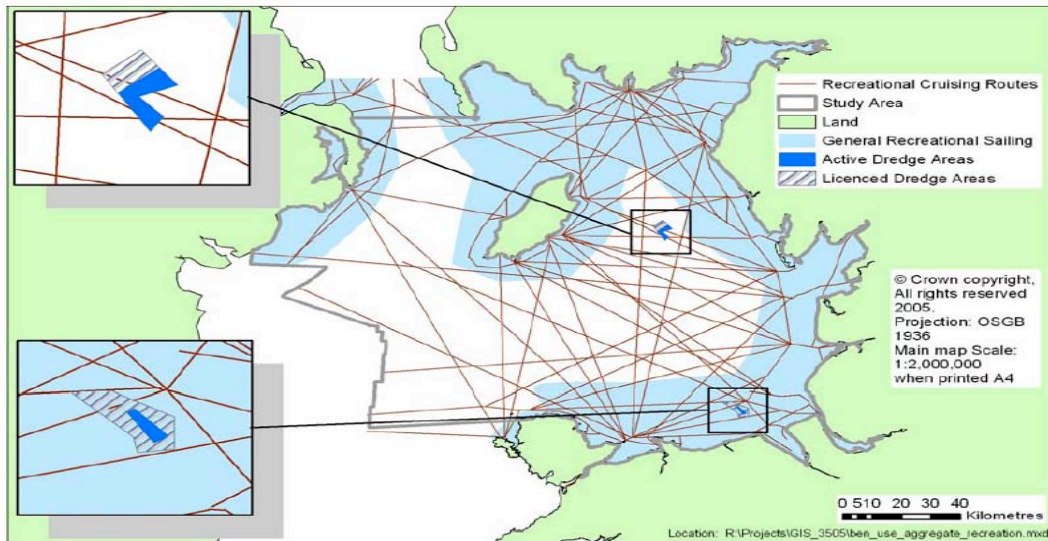 Recreational Cruising Routes
Study Area
Land
General Recreational Sailing
Active Dredge Areas
Licenced Dredge Areas
© Crown copyright,
All rights reserved
2005.
Projection: OSGB
1936
Main map Scale:
1:2,000,000
when printed A4
0 510 20 30 40
Kilometres
Location: R:\Projects\GIS_3505\ben_use_aggregate_recreation.mxd